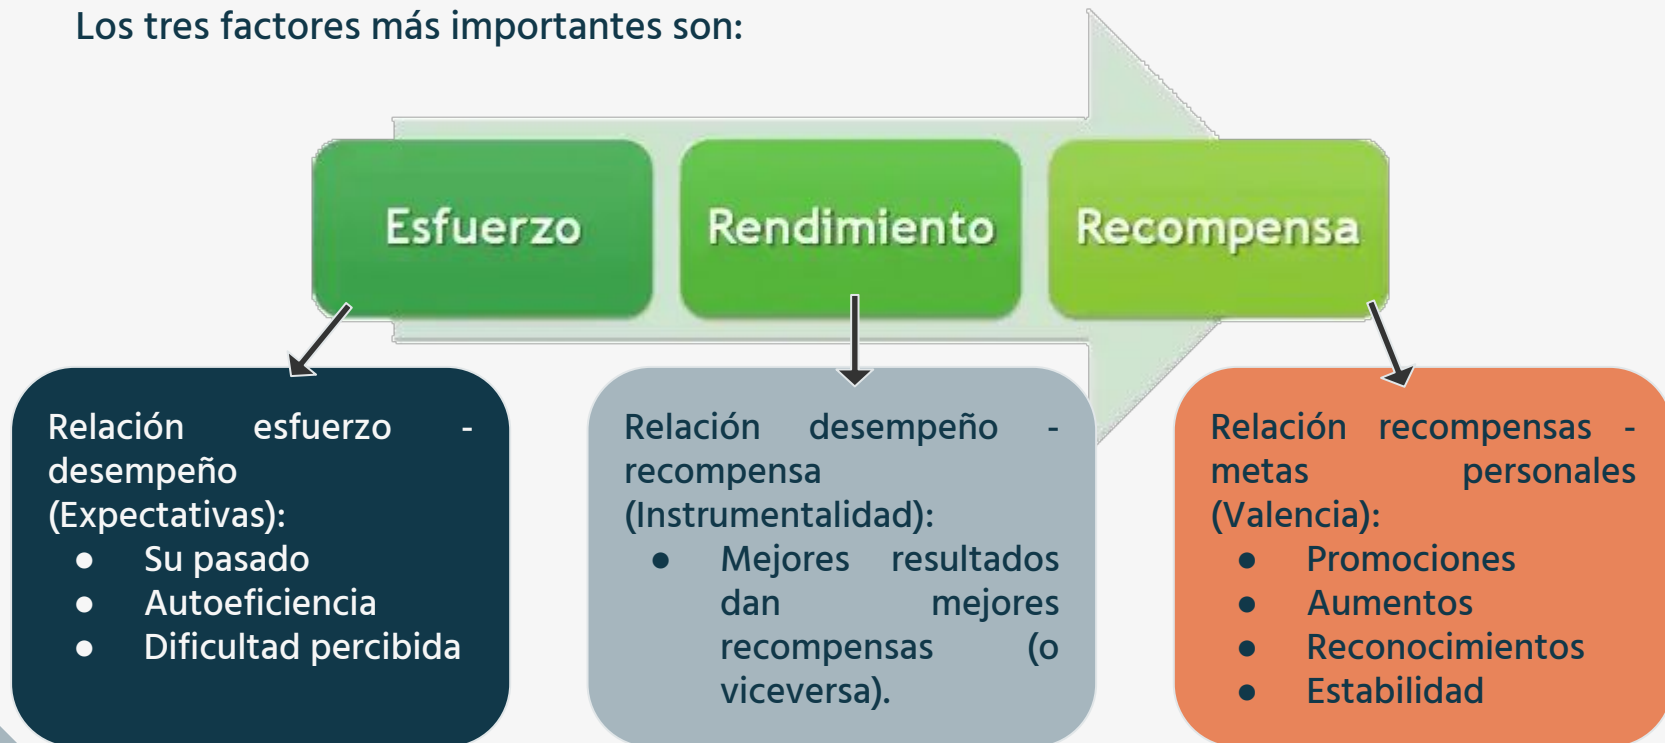 Los tres factores más importantes son:
Esfuerzo
Rendimiento
Recompensa
Relación esfuerzo -
desempeño
(Expectativas):
● Su pasado
● Autoeficiencia
● Dificultad percibida
Relación desempeño -
recompensa
(Instrumentalidad):
● Mejores resultados
dan mejores
recompensas (o
viceversa).
Relación recompensas -
metas personales
(Valencia):
● Promociones
● Aumentos
● Reconocimientos
● Estabilidad